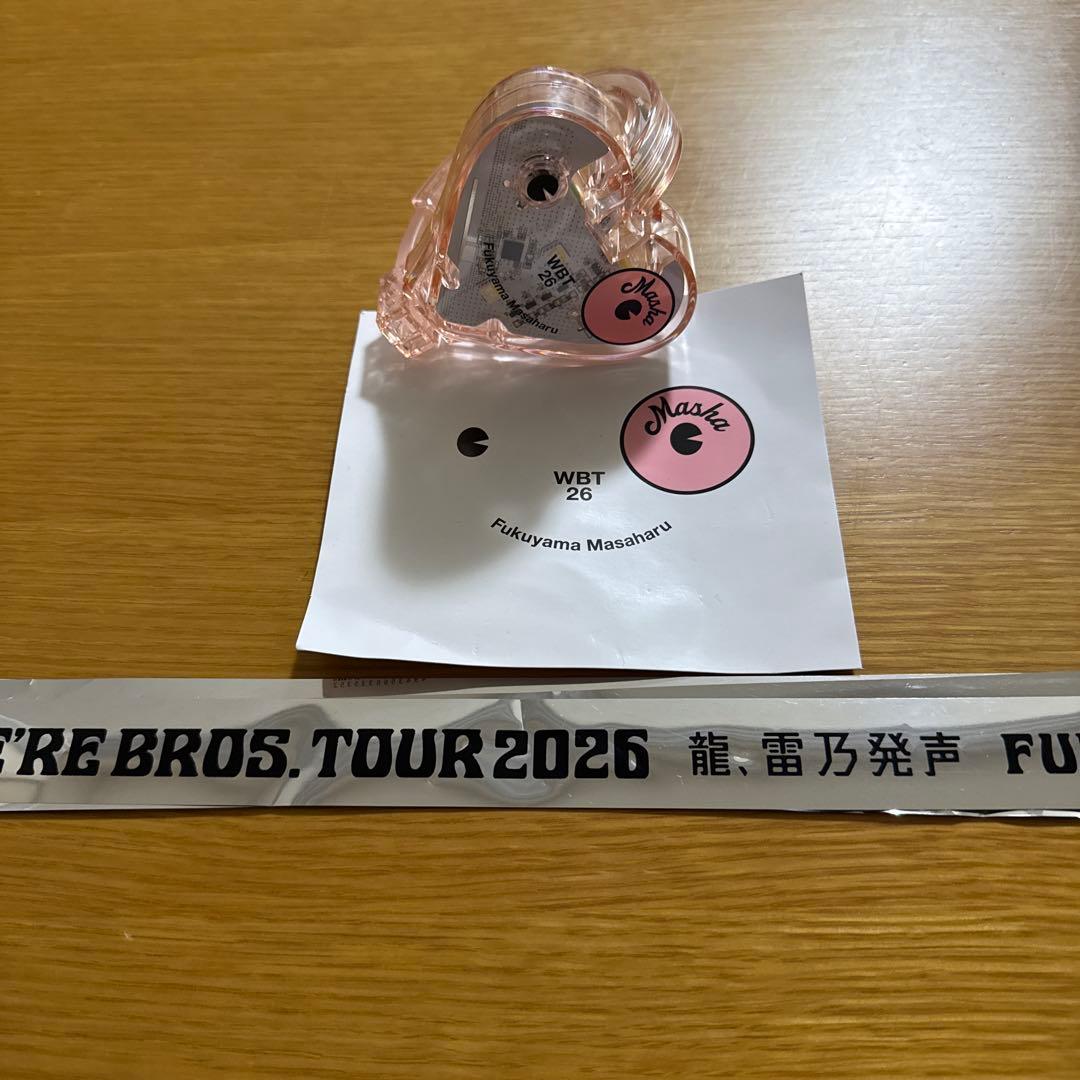 Fukuyama Masaharu
WBT
26
Masha
Masha
WBT
26
Fukuyama Masaharu
E'RE BROS. TOUR 2026 龍、雷乃発声 FU